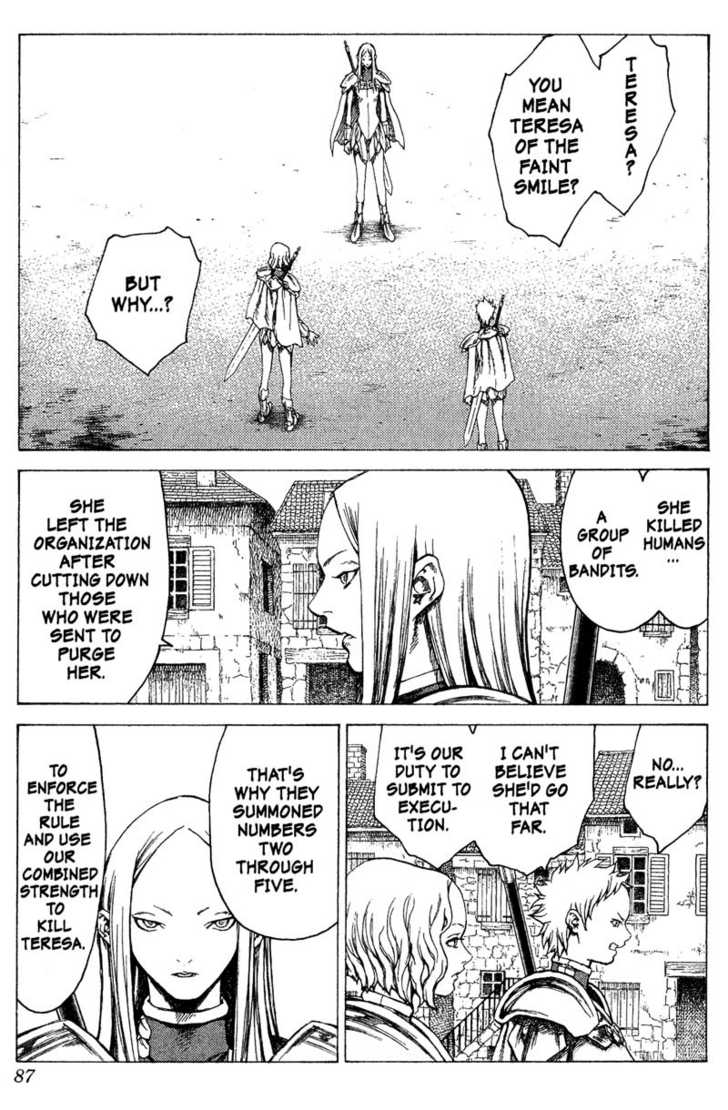 TERESA?
YOU
MEAN
TERESA
OF THE
FAINT
SMILE?
BUT
WHY...?
SHE
KILLED
HUMANS
...
A
GROUP
OF
BANDITS.
SHE
LEFT THE
ORGANIZATION
AFTER
CUTTING DOWN
THOSE
WHO WERE
SENT TO
PURGE
HER.
NO...
REALLY?
I CAN'T
BELIEVE
SHE'D GO
THAT
FAR.
IT'S OUR
DUTY TO
SUBMIT TO
EXECU-
TION.
THAT'S
WHY THEY
SUMMONED
NUMBERS
TWO
THROUGH
FIVE.
TO
ENFORCE
THE
RULE
AND USE
OUR
COMBINED
STRENGTH
TO
KILL
TERESA.
87